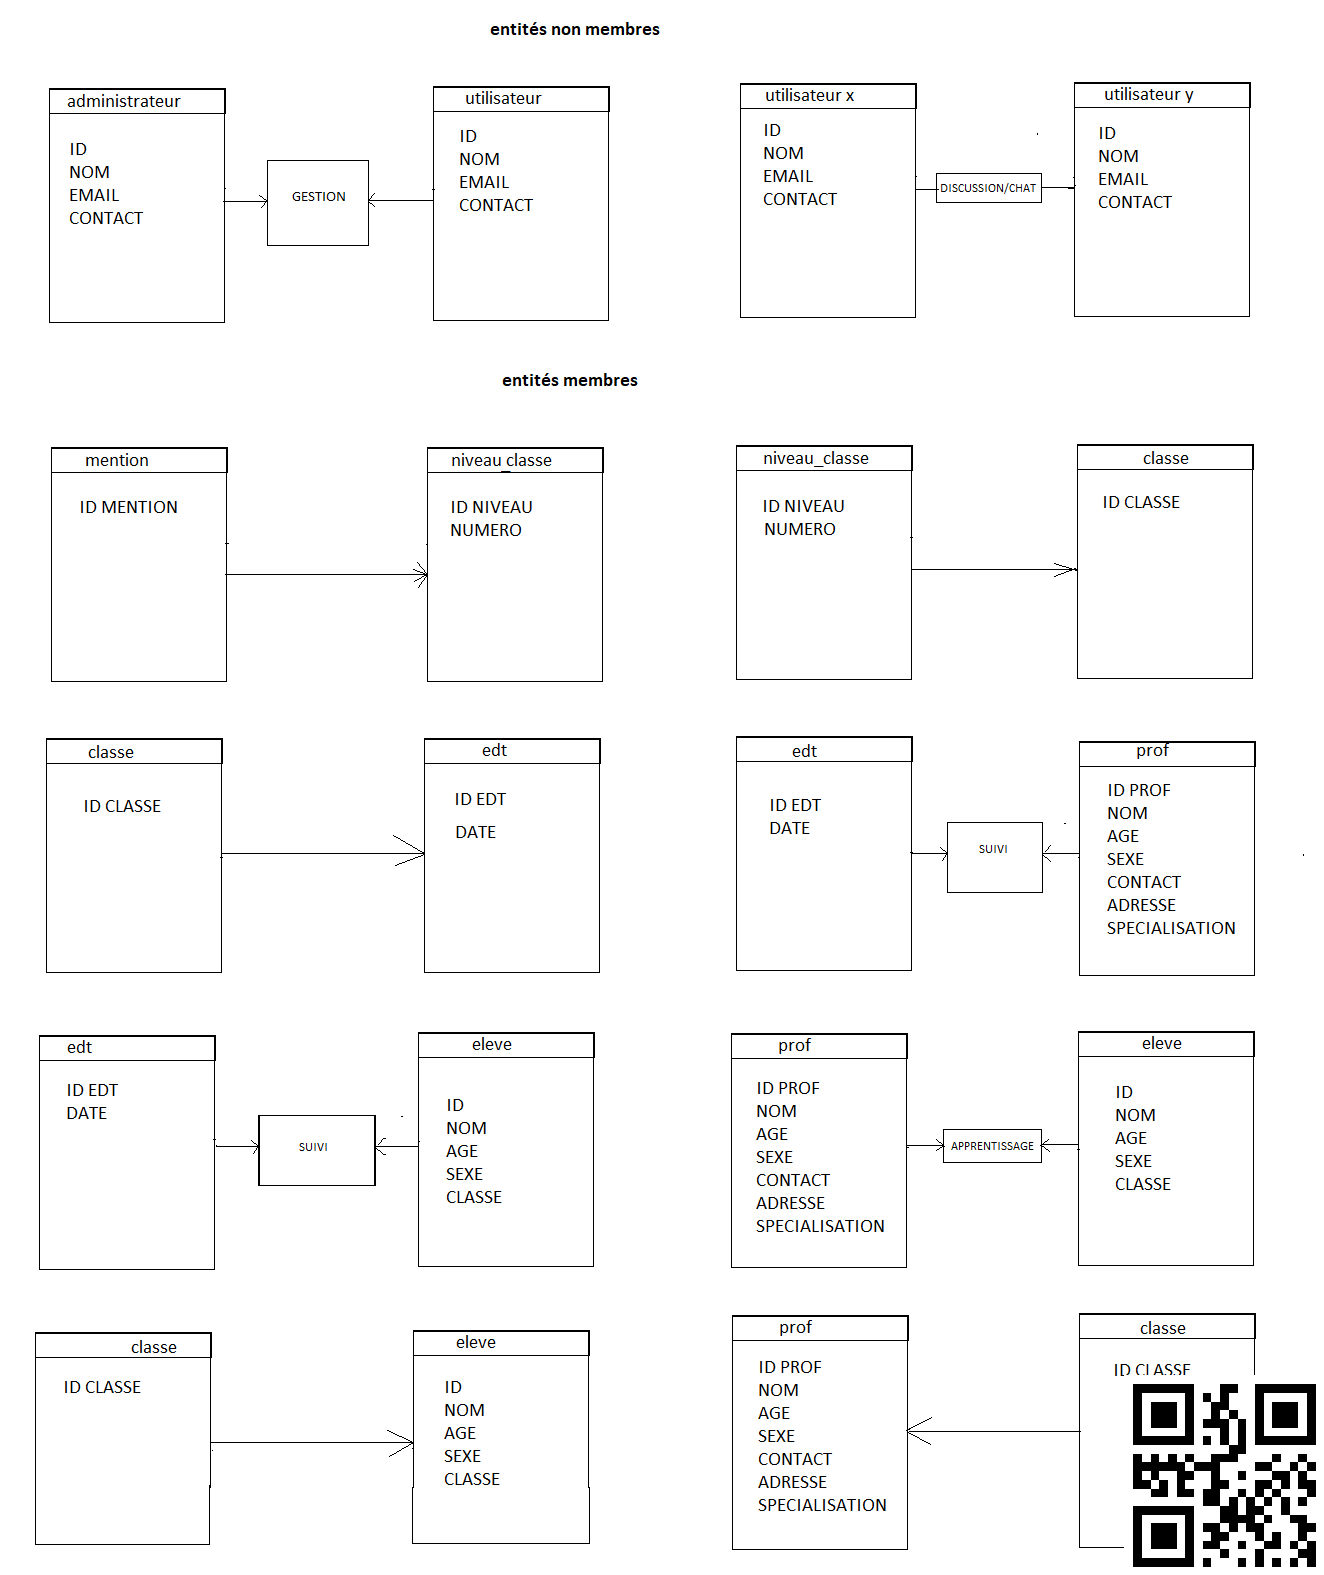 entités non membres
administrateur
ID
NOM
EMAIL
CONTACT
GESTION
utilisateur
ID
NOM
EMAIL
CONTACT
utilisateur x
ID
NOM
EMAIL
CONTACT
DISCUSSION/CHAT
utilisateur y
ID
NOM
EMAIL
CONTACT
entités membres
mention
ID MENTION
niveau_classe
ID NIVEAU
NUMERO
niveau_classe
ID NIVEAU
NUMERO
classe
ID CLASSE
classe
ID CLASSE
edt
ID EDT
DATE
edt
ID EDT
DATE
SUIVI
prof
ID PROF
NOM
AGE
SEXE
CONTACT
ADRESSE
SPECIALISATION
edt
ID EDT
DATE
SUIVI
eleve
ID
NOM
AGE
SEXE
CLASSE
prof
ID PROF
NOM
AGE
SEXE
CONTACT
ADRESSE
SPECIALISATION
APPRENTISSAGE
eleve
ID
NOM
AGE
SEXE
CLASSE
classe
ID CLASSE
eleve
ID
NOM
AGE
SEXE
CLASSE
prof
ID PROF
NOM
AGE
SEXE
CONTACT
ADRESSE
SPECIALISATION
classe
ID CLASSE